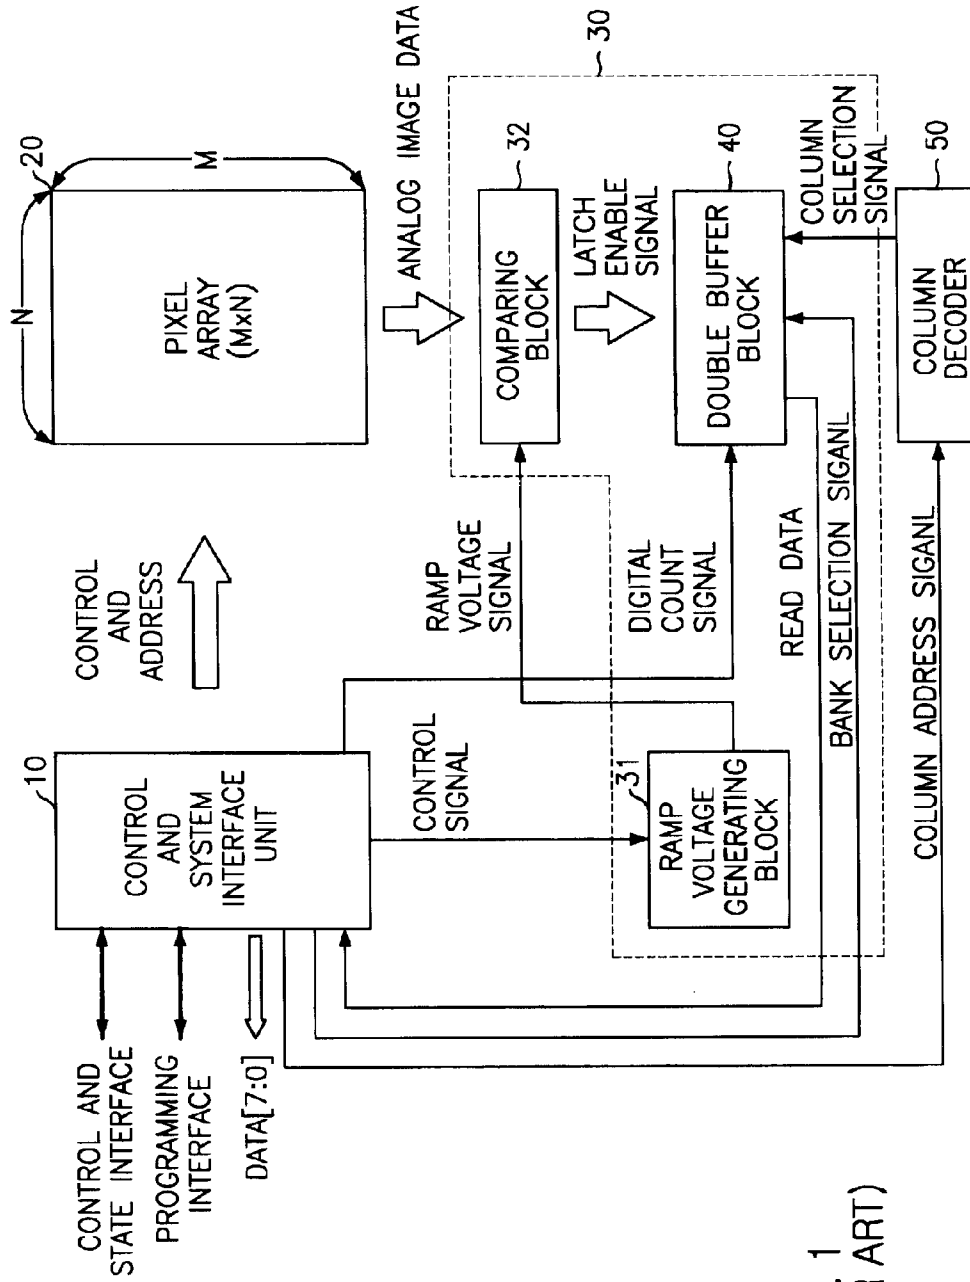 CONTROL AND
STATE INTERFACE
PROGRAMMING
INTERFACE
DATA[7:0]
10
CONTROL
AND
SYSTEM
INTERFACE
UNIT
CONTROL
AND
ADDRESS
20
N
M
PIXEL
ARRAY
(M×N)
ANALOG IMAGE DATA
CONTROL
SIGNAL
RAMP
VOLTAGE
SIGNAL
30
32
COMPARING
BLOCK
LATCH
ENABLE
SIGNAL
31
RAMP
VOLTAGE
GENERATING
BLOCK
DIGITAL
COUNT
SIGNAL
40
DOUBLE BUFFER
BLOCK
READ DATA
BANK SELECTION SIGANL
COLUMN
SELECTION
SIGNAL
COLUMN ADDRESS SIGANL
50
COLUMN
DECODER
1
ART)